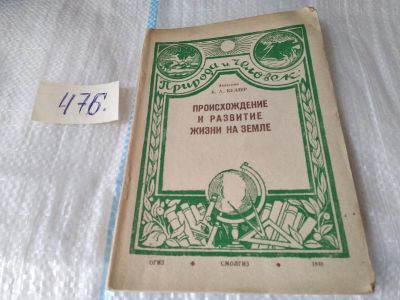 476.
Природа и Человек
Академик
Б. А. КЕЛЛЕР
ПРОИСХОЖДЕНИЕ
И РАЗВИТИЕ
ЖИЗНИ НА ЗЕМЛЕ
ОГИЗ * СМОЛГИЗ *